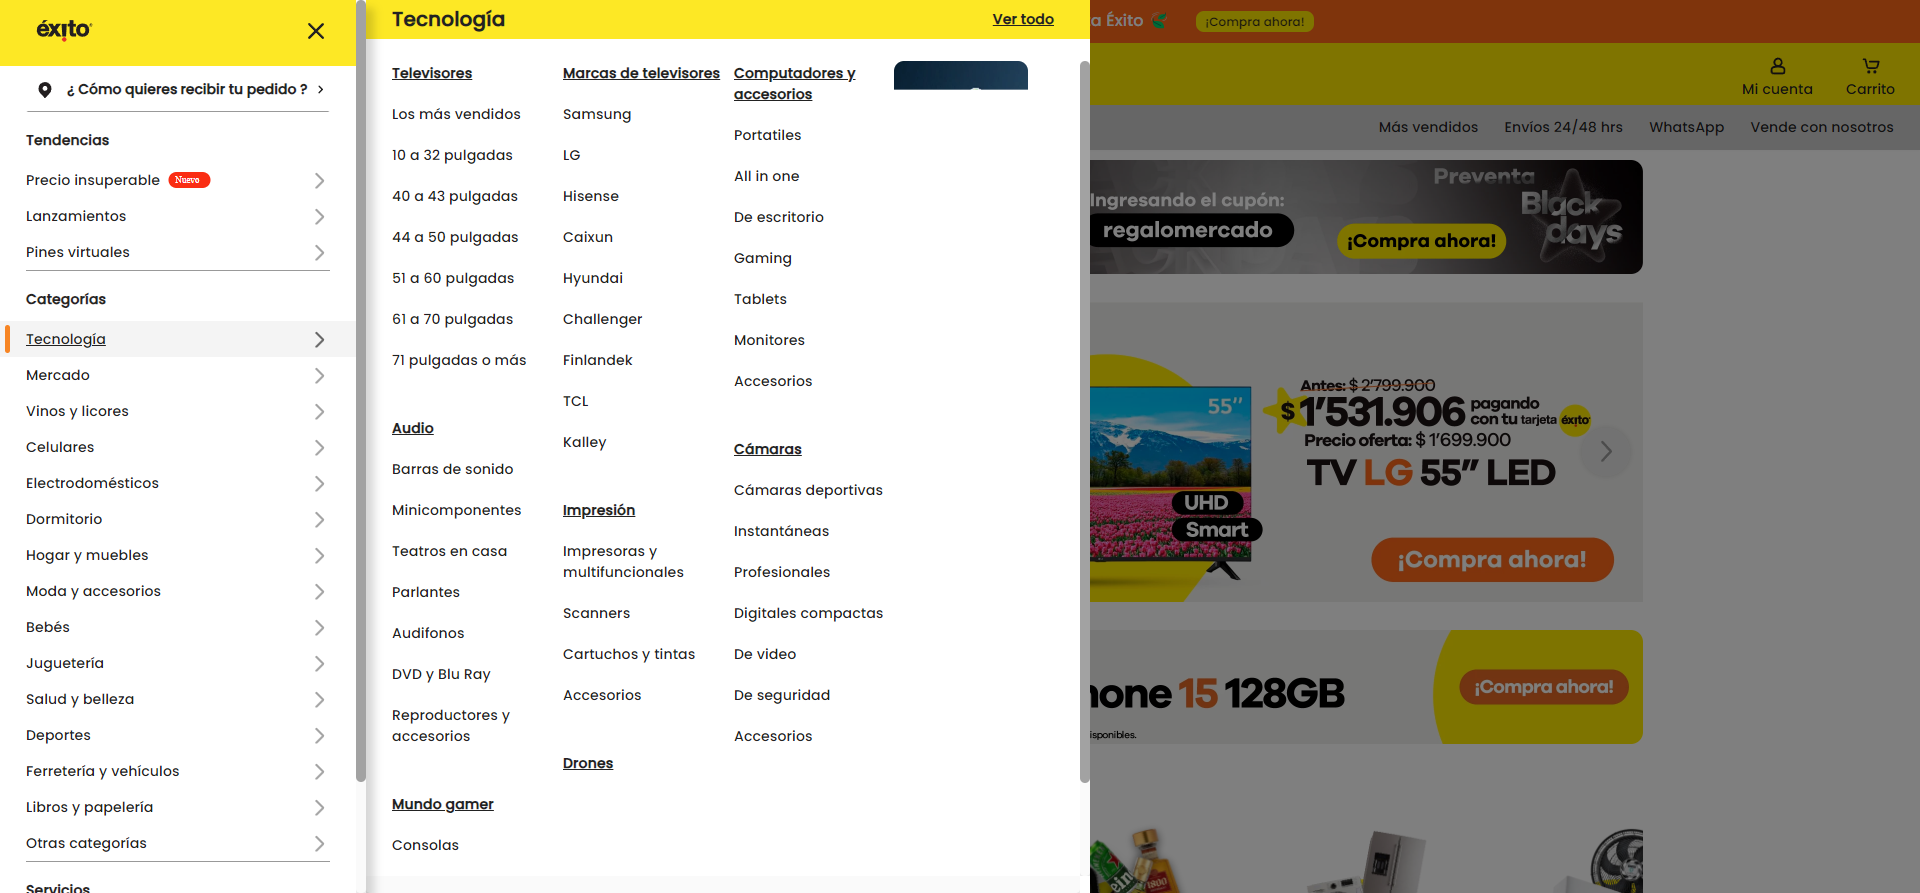 éxito
¿ Cómo quieres recibir tu pedido ?
Tendencias
Precio insuperable Nuevo
Lanzamientos
Pines virtuales
Categorías
Tecnología
Mercado
Vinos y licores
Celulares
Electrodomésticos
Dormitorio
Hogar y muebles
Moda y accesorios
Bebés
Juguetería
Salud y belleza
Deportes
Ferretería y vehículos
Libros y papelería
Otras categorías
Servicios
Tecnología
Ver todo
Televisores
Los más vendidos
10 a 32 pulgadas
40 a 43 pulgadas
44 a 50 pulgadas
51 a 60 pulgadas
61 a 70 pulgadas
71 pulgadas o más
Audio
Barras de sonido
Minicomponentes
Teatros en casa
Parlantes
Audifonos
DVD y Blu Ray
Reproductores y
accesorios
Mundo gamer
Consolas
Marcas de televisores
Samsung
LG
Hisense
Caixun
Hyundai
Challenger
Finlandek
TCL
Kalley
Impresión
Impresoras y
multifuncionales
Scanners
Cartuchos y tintas
Accesorios
Drones
Computadores y
accesorios
Portatiles
All in one
De escritorio
Gaming
Tablets
Monitores
Accesorios
Cámaras
Cámaras deportivas
Instantáneas
Profesionales
Digitales compactas
De video
De seguridad
Accesorios
a Éxito
¡Compra ahora!
Mi cuenta
Carrito
Más vendidos
Envíos 24/48 hrs
WhatsApp
Vende con nosotros
Ingresando el cupón:
regalomercado
¡Compra ahora!
Preventa
Black
days
55”
UHD
Smart
Antes: $ 2'799.900
$ 1’531.906 pagando
con tu tarjeta éxito
Precio oferta: $ 1’699.900
TV LG 55” LED
¡Compra ahora!
hone 15 128GB
isponibles.
¡Compra ahora!
1800